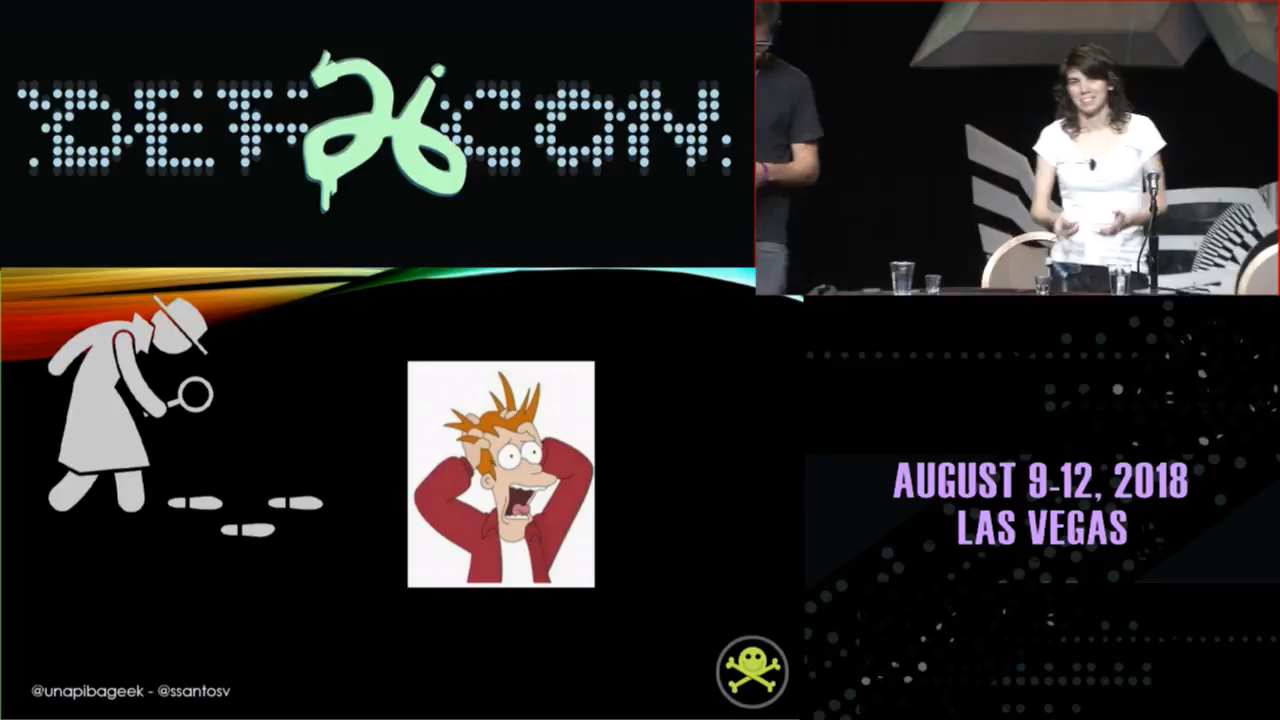 DEF CON
26
AUGUST 9-12, 2018
LAS VEGAS
@unapibageek - @ssantosv